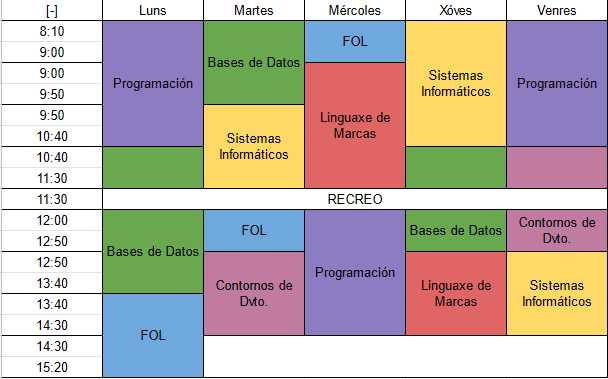 [-] Luns Martes Mércoles Xóves Venres
8:10
FOL
9:00
Bases de Datos
9:00
Sistemas
Informáticos
Programación
Programación
9:50
9:50
Linguaxe de
Marcas
10:40
Sistemas
Informáticos
10:40
11:30
11:30 RECREO
12:00
FOL
Bases de Datos
Contornos de
Dvto.
12:50
Bases de Datos
12:50
Programación
13:40
Contornos de
Dvto.
Linguaxe de
Marcas
Sistemas
Informáticos
13:40
14:30
FOL
14:30
15:20